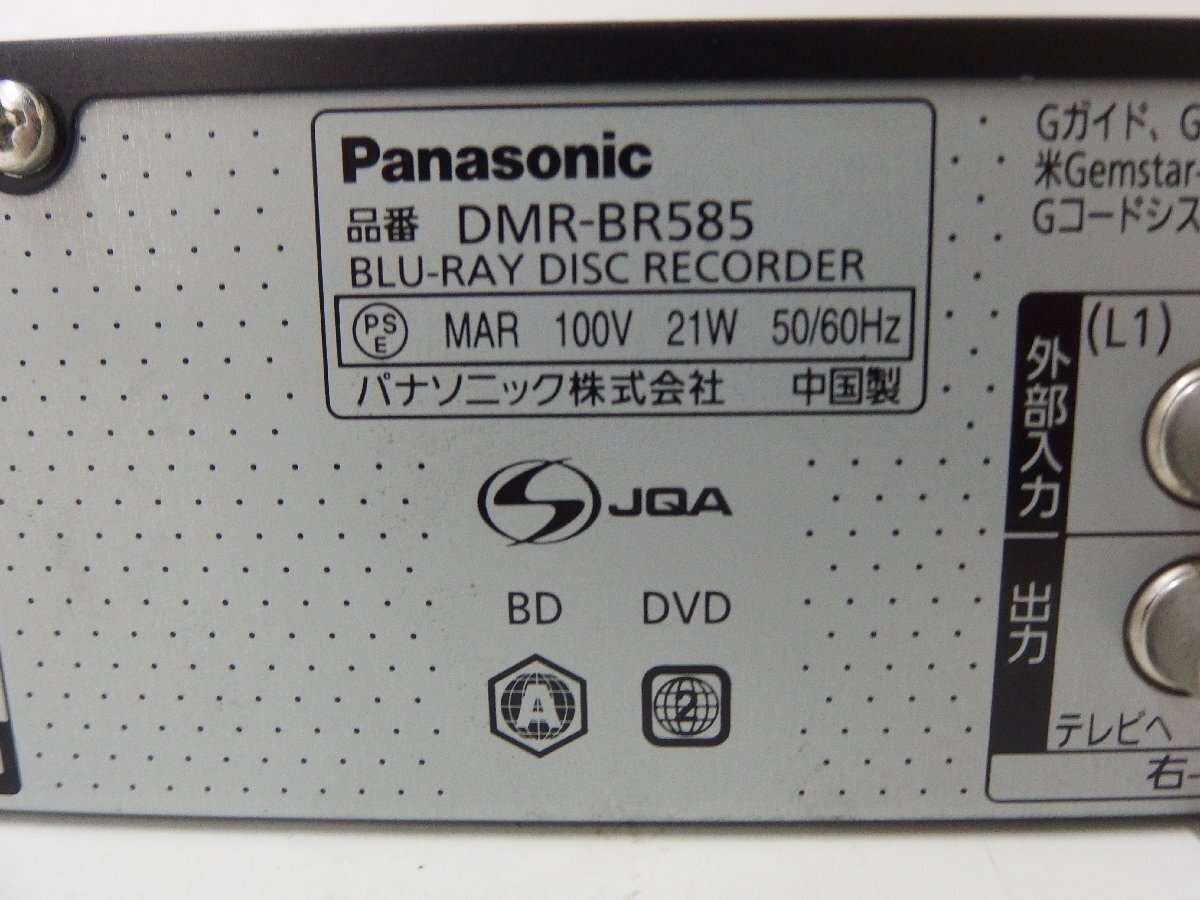 Panasonic
品番 DMR-BR585
BLU-RAY DISC RECORDER
PS E MAR 100V 21W 50/60Hz
パナソニック株式会社 中国製
S JQA
BD DVD
A 2
Gガイド、G
米Gemstar-
Gコードシス
(L1)
外部入力
出力
テレビへ
右-